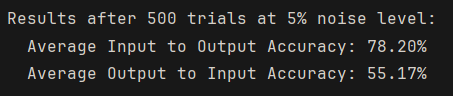 Results after 500 trials at 5% noise level:
Average Input to Output Accuracy: 78.20%
Average Output to Input Accuracy: 55.17%